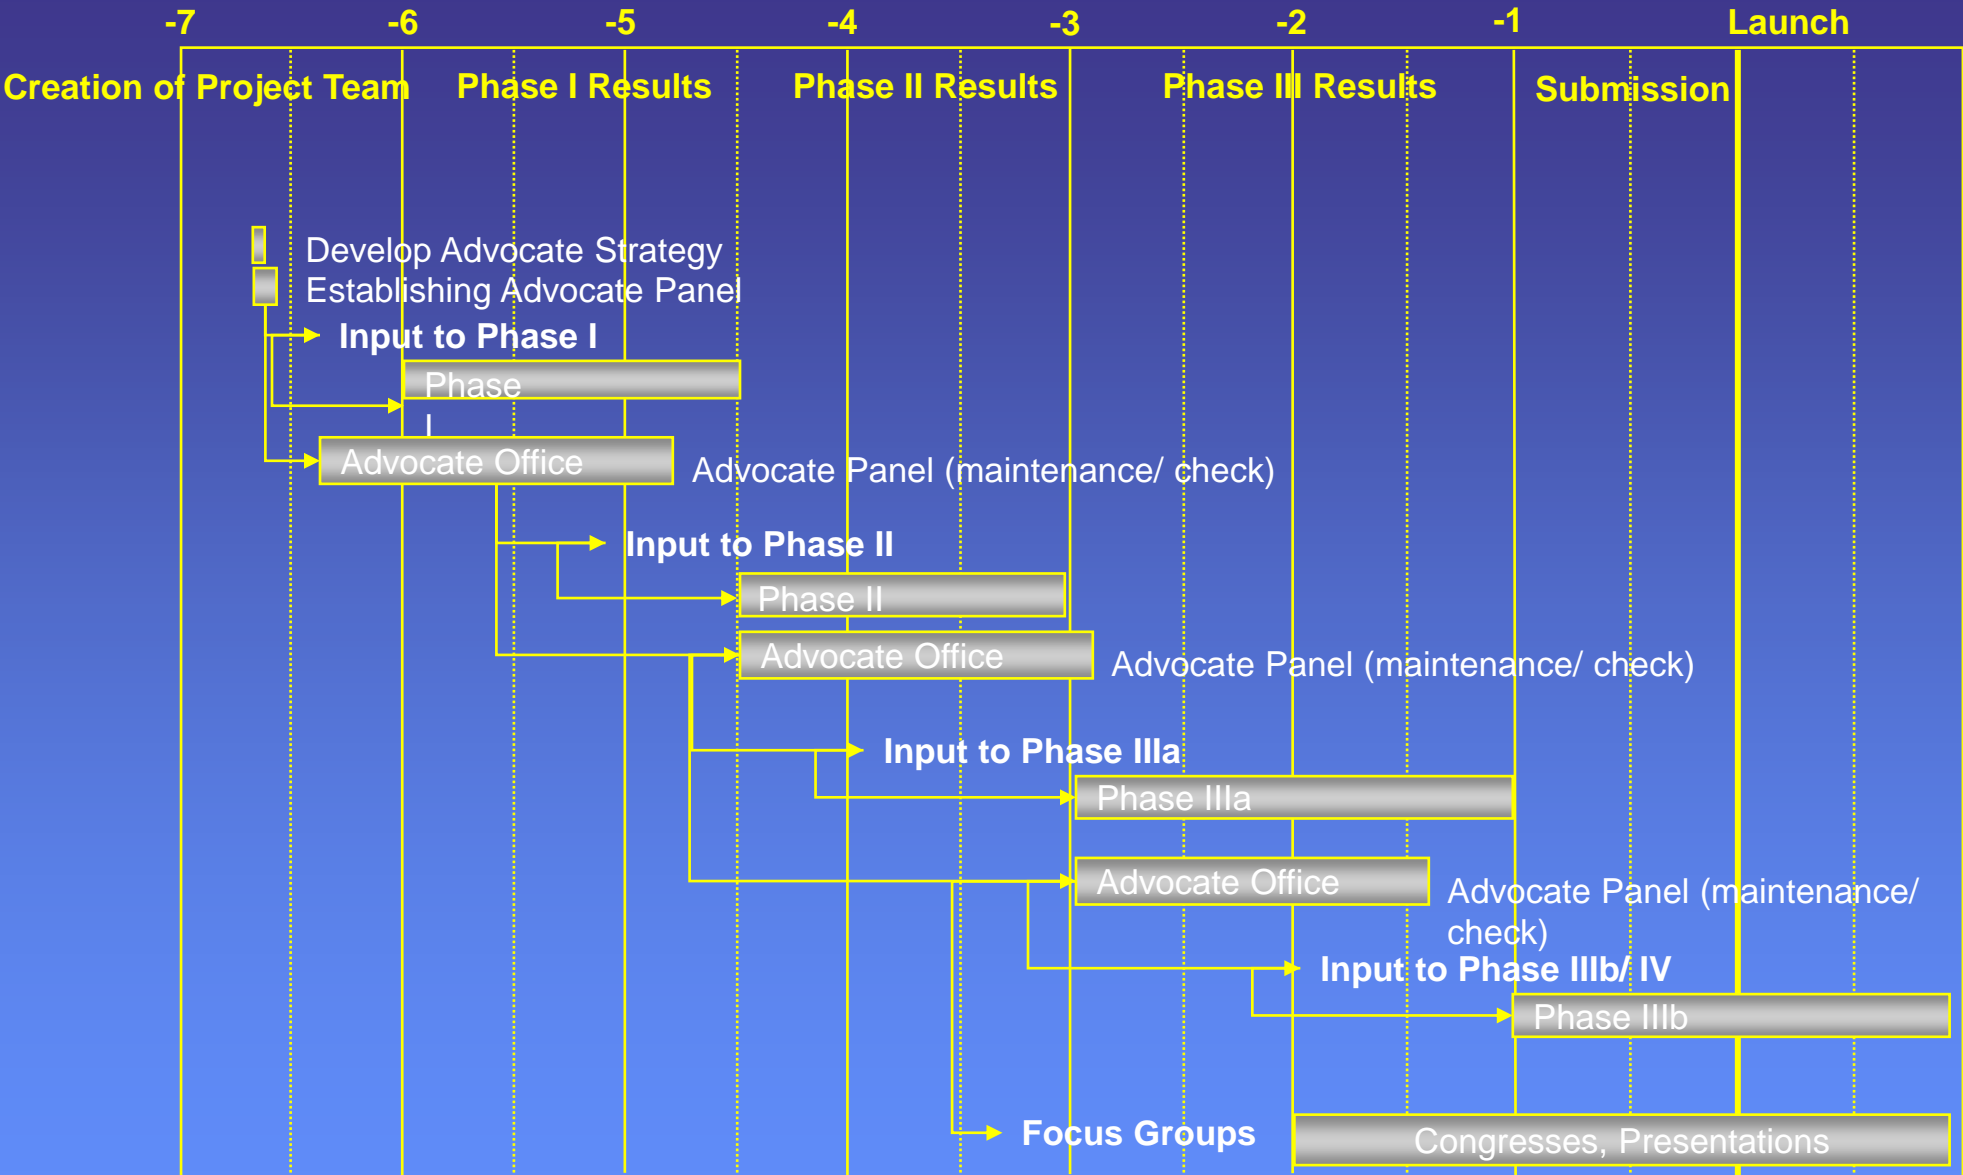 -7 -6 -5 -4 -3 -2 -1 Launch
Creation of Project Team Phase I Results Phase II Results Phase III Results Submission
Develop Advocate Strategy
Establishing Advocate Panel
Input to Phase I
Phase
I
Advocate Office
Advocate Panel (maintenance/ check)
Input to Phase II
Phase II
Advocate Office
Advocate Panel (maintenance/ check)
Input to Phase IIIa
Phase IIIa
Advocate Office
Advocate Panel (maintenance/
check)
Input to Phase IIIb/ IV
Phase IIIb
Focus Groups
Congresses, Presentations